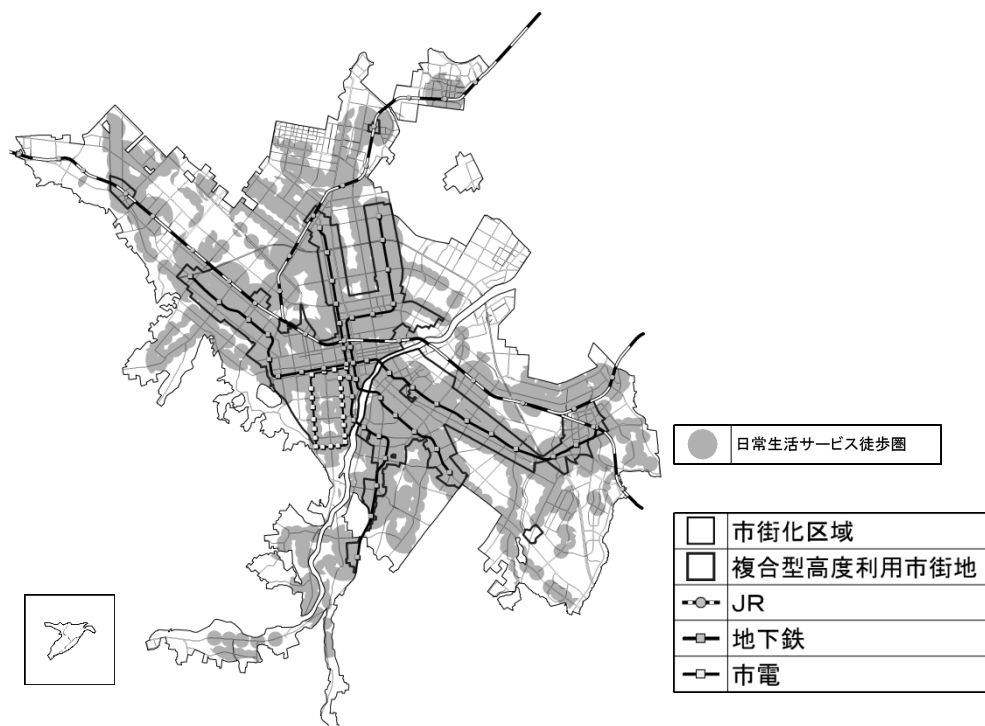 日常生活サービス徒歩圏
市街化区域
複合型高度利用市街地
JR
地下鉄
市電